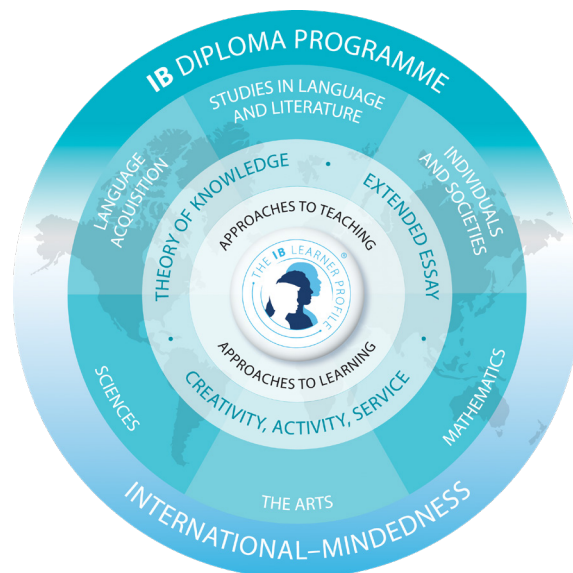 IB DIPLOMA PROGRAMME
STUDIES IN LANGUAGE
AND LITERATURE
LANGUAGE
ACQUISITION
INDIVIDUALS
AND SOCIETIES
THEORY OF KNOWLEDGE
EXTENDED ESSAY
APPROACHES TO TEACHING
THE IB LEARNER PROFILE ®
APPROACHES TO LEARNING
CREATIVITY, ACTIVITY, SERVICE
SCIENCES
MATHEMATICS
THE ARTS
INTERNATIONAL–MINDEDNESS